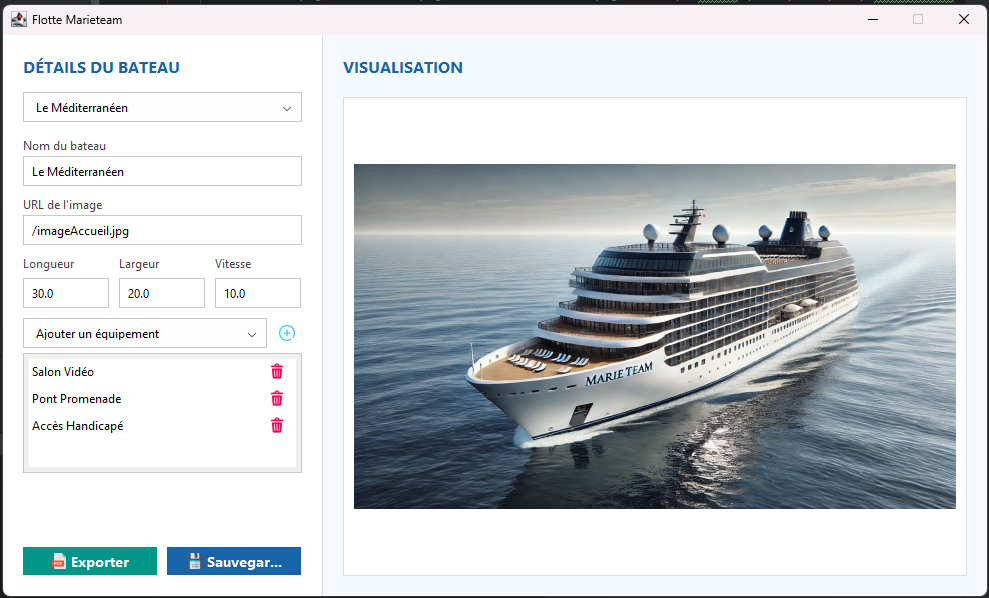 Flotte Marieteam
DÉTAILS DU BATEAU
Le Méditerranéen
Nom du bateau
Le Méditerranéen
URL de l'image
/imageAccueil.jpg
Longueur Largeur Vitesse
30.0 20.0 10.0
Ajouter un équipement
Salon Vidéo
Pont Promenade
Accès Handicapé
Exporter Sauvegar...
VISUALISATION
MARIE TEAM